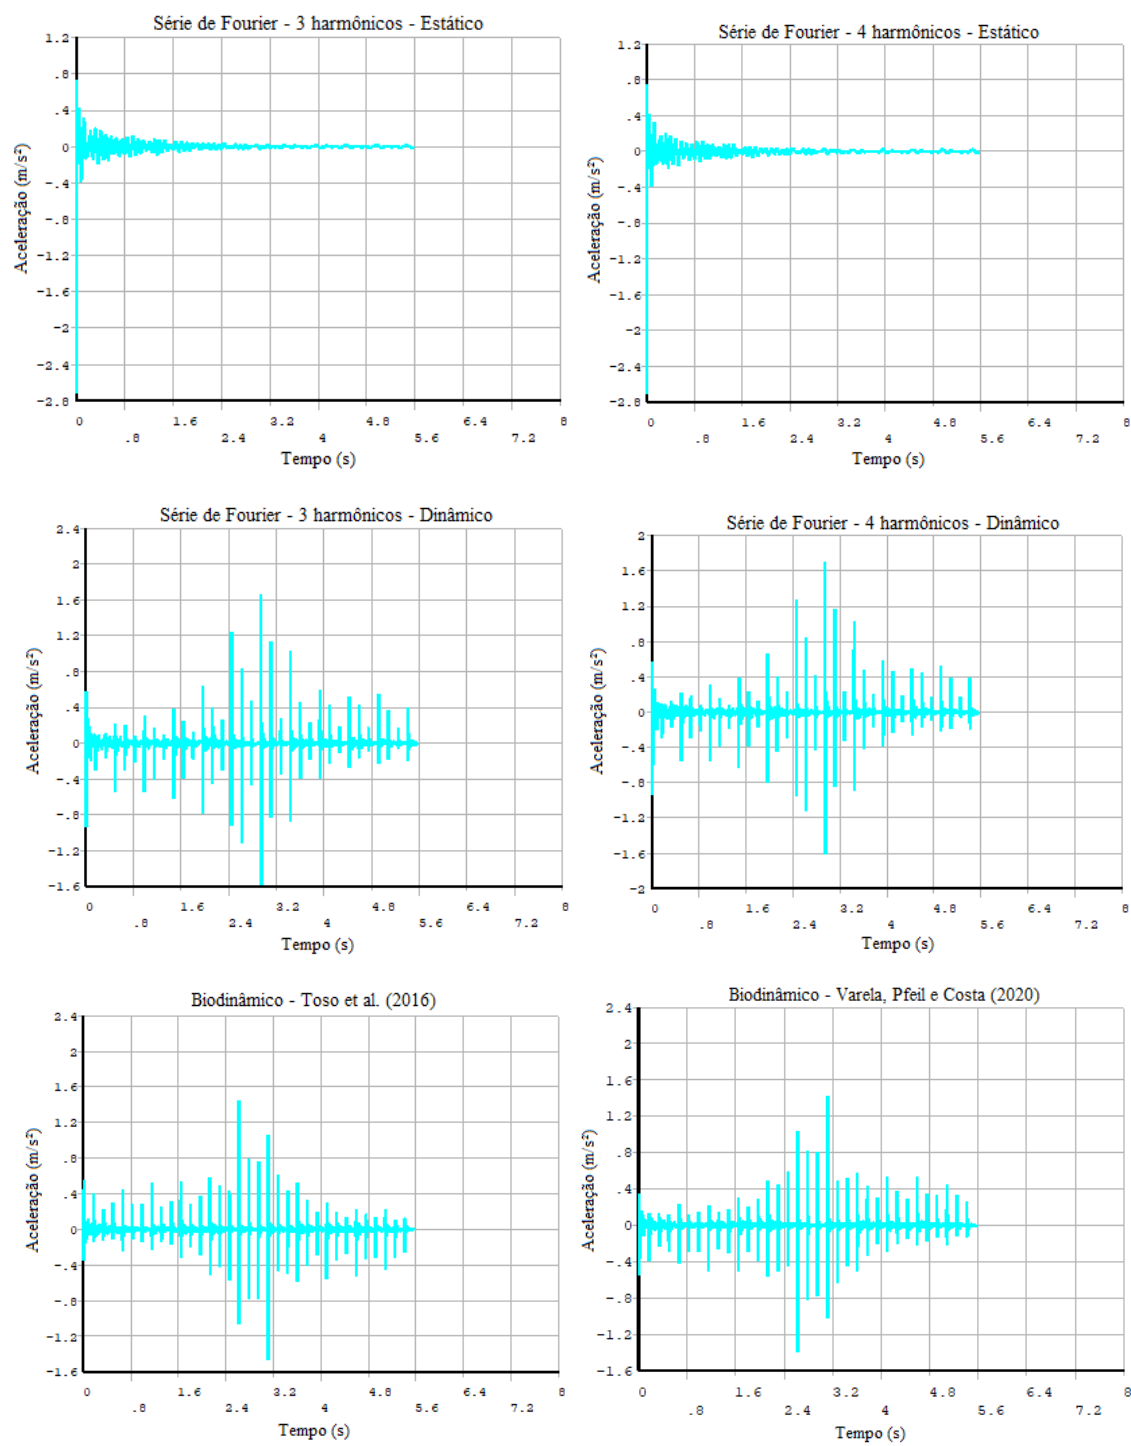 Série de Fourier - 3 harmônicos - Estático
1.2
.8
.4
0
-.4
-.8
-1.2
-1.6
-2
-2.4
-2.8
Aceleração (m/s²)
0 1.6 3.2 4.8 6.4 8
.8 2.4 4 5.6 7.2
Tempo (s)
Série de Fourier - 4 harmônicos - Estático
1.2
.8
.4
0
-.4
-.8
-1.2
-1.6
-2
-2.4
-2.8
Aceleração (m/s²)
0 1.6 3.2 4.8 6.4 8
.8 2.4 4 5.6 7.2
Tempo (s)
Série de Fourier - 3 harmônicos - Dinâmico
2.4
2
1.6
1.2
.8
.4
0
-.4
-.8
-1.2
-1.6
Aceleração (m/s²)
0 1.6 3.2 4.8 6.4 8
.8 2.4 4 5.6 7.2
Tempo (s)
Série de Fourier - 4 harmônicos - Dinâmico
2
1.6
1.2
.8
.4
0
-.4
-.8
-1.2
-1.6
-2
Aceleração (m/s²)
0 1.6 3.2 4.8 6.4 8
.8 2.4 4 5.6 7.2
Tempo (s)
Biodinâmico - Toso et al. (2016)
2.4
2
1.6
1.2
.8
.4
0
-.4
-.8
-1.2
-1.6
Aceleração (m/s²)
0 1.6 3.2 4.8 6.4 8
.8 2.4 4 5.6 7.2
Tempo (s)
Biodinâmico - Varela, Pfeil e Costa (2020)
2.4
2
1.6
1.2
.8
.4
0
-.4
-.8
-1.2
-1.6
Aceleração (m/s²)
0 1.6 3.2 4.8 6.4 8
.8 2.4 4 5.6 7.2
Tempo (s)